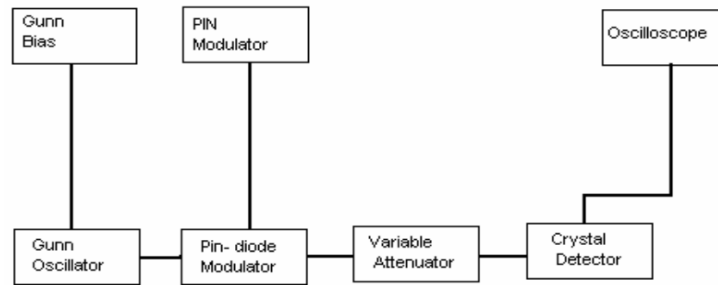 Gunn
Bias
PIN
Modulator
Oscilloscope
Gunn
Oscillator
Pin- diode
Modulator
Variable
Attenuator
Crystal
Detector